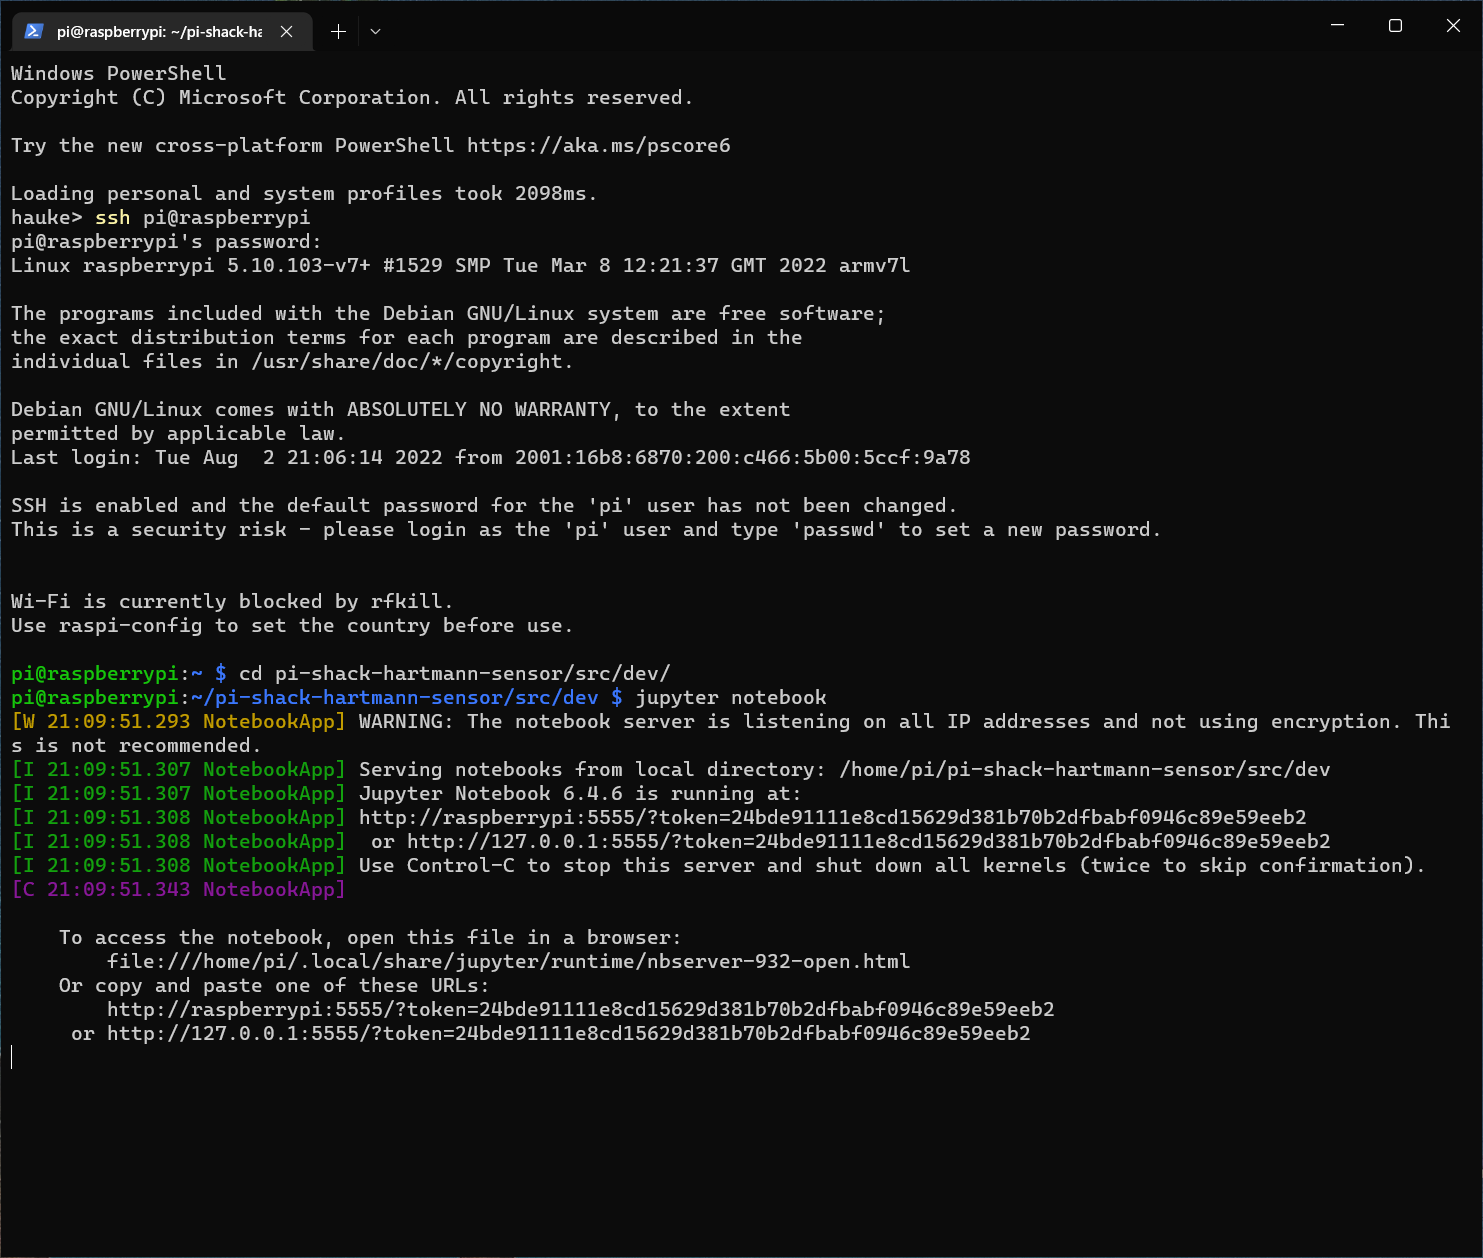 pi@raspberrypi: ~/pi-shack-ha
Windows PowerShell
Copyright (C) Microsoft Corporation. All rights reserved.
Try the new cross-platform PowerShell https://aka.ms/pscore6
Loading personal and system profiles took 2098ms.
hauke> ssh pi@raspberrypi
pi@raspberrypi's password:
Linux raspberrypi 5.10.103-v7+ #1529 SMP Tue Mar 8 12:21:37 GMT 2022 armv7l
The programs included with the Debian GNU/Linux system are free software;
the exact distribution terms for each program are described in the
individual files in /usr/share/doc/*/copyright.
Debian GNU/Linux comes with ABSOLUTELY NO WARRANTY, to the extent
permitted by applicable law.
Last login: Tue Aug  2 21:06:14 2022 from 2001:16b8:6870:200:c466:5b00:5ccf:9a78
SSH is enabled and the default password for the 'pi' user has not been changed.
This is a security risk - please login as the 'pi' user and type 'passwd' to set a new password.
Wi-Fi is currently blocked by rfkill.
Use raspi-config to set the country before use.
pi@raspberrypi:~ $ cd pi-shack-hartmann-sensor/src/dev/
pi@raspberrypi:~/pi-shack-hartmann-sensor/src/dev $ jupyter notebook
[W 21:09:51.293 NotebookApp] WARNING: The notebook server is listening on all IP addresses and not using encryption. Thi
s is not recommended.
[I 21:09:51.307 NotebookApp] Serving notebooks from local directory: /home/pi/pi-shack-hartmann-sensor/src/dev
[I 21:09:51.307 NotebookApp] Jupyter Notebook 6.4.6 is running at:
[I 21:09:51.308 NotebookApp] http://raspberrypi:5555/?token=24bde91111e8cd15629d381b70b2dfbabf0946c89e59eeb2
[I 21:09:51.308 NotebookApp]  or http://127.0.0.1:5555/?token=24bde91111e8cd15629d381b70b2dfbabf0946c89e59eeb2
[I 21:09:51.308 NotebookApp] Use Control-C to stop this server and shut down all kernels (twice to skip confirmation).
[C 21:09:51.343 NotebookApp]
To access the notebook, open this file in a browser:
file:///home/pi/.local/share/jupyter/runtime/nbserver-932-open.html
Or copy and paste one of these URLs:
http://raspberrypi:5555/?token=24bde91111e8cd15629d381b70b2dfbabf0946c89e59eeb2
or http://127.0.0.1:5555/?token=24bde91111e8cd15629d381b70b2dfbabf0946c89e59eeb2